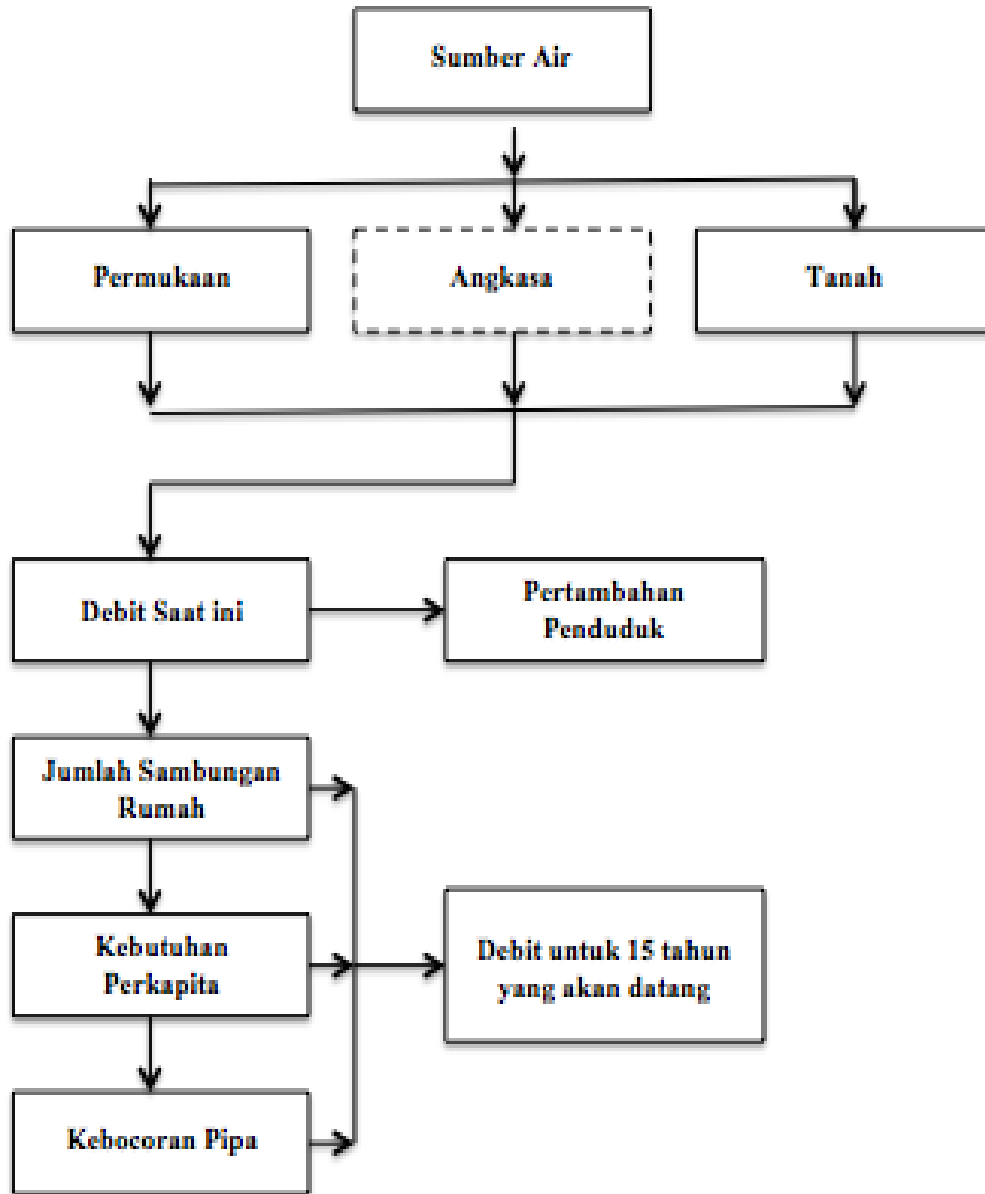 Sumber Air
Permukaan
Angkasa
Tanah
Debit Saat ini
Pertambahan
Penduduk
Jumlah Sambungan
Rumah
Kebutuhan
Perkapita
Debit untuk 15 tahun
yang akan datang
Kebocoran Pipa